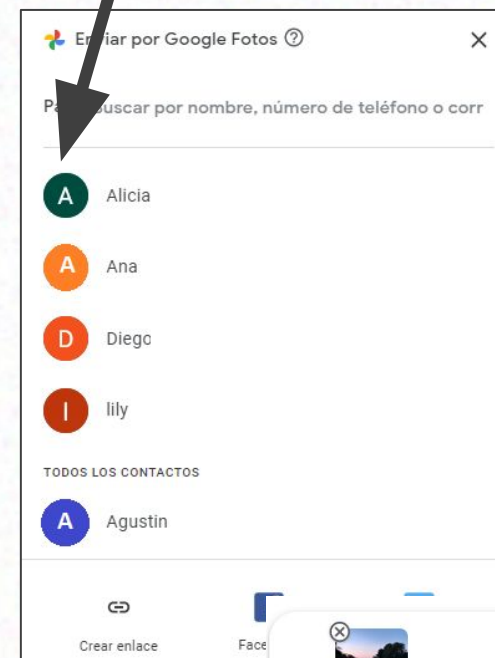 Enviar por Google Fotos
Buscar por nombre, número de teléfono o corr
A Alicia
A Ana
D Diego
l lily
TODOS LOS CONTACTOS
A Agustin
Crear enlace